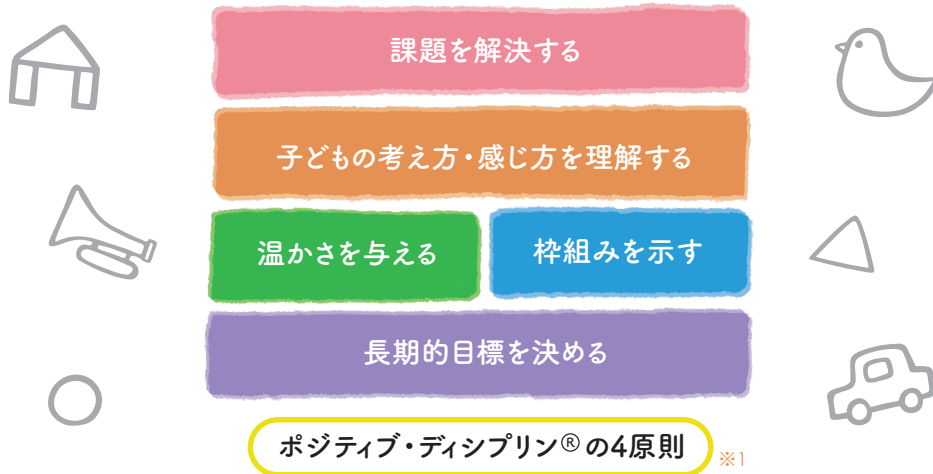 課題を解決する
子どもの考え方・感じ方を理解する
温かさを与える
枠組みを示す
長期的目標を決める
ポジティブ・ディシプリン®の4原則
※1